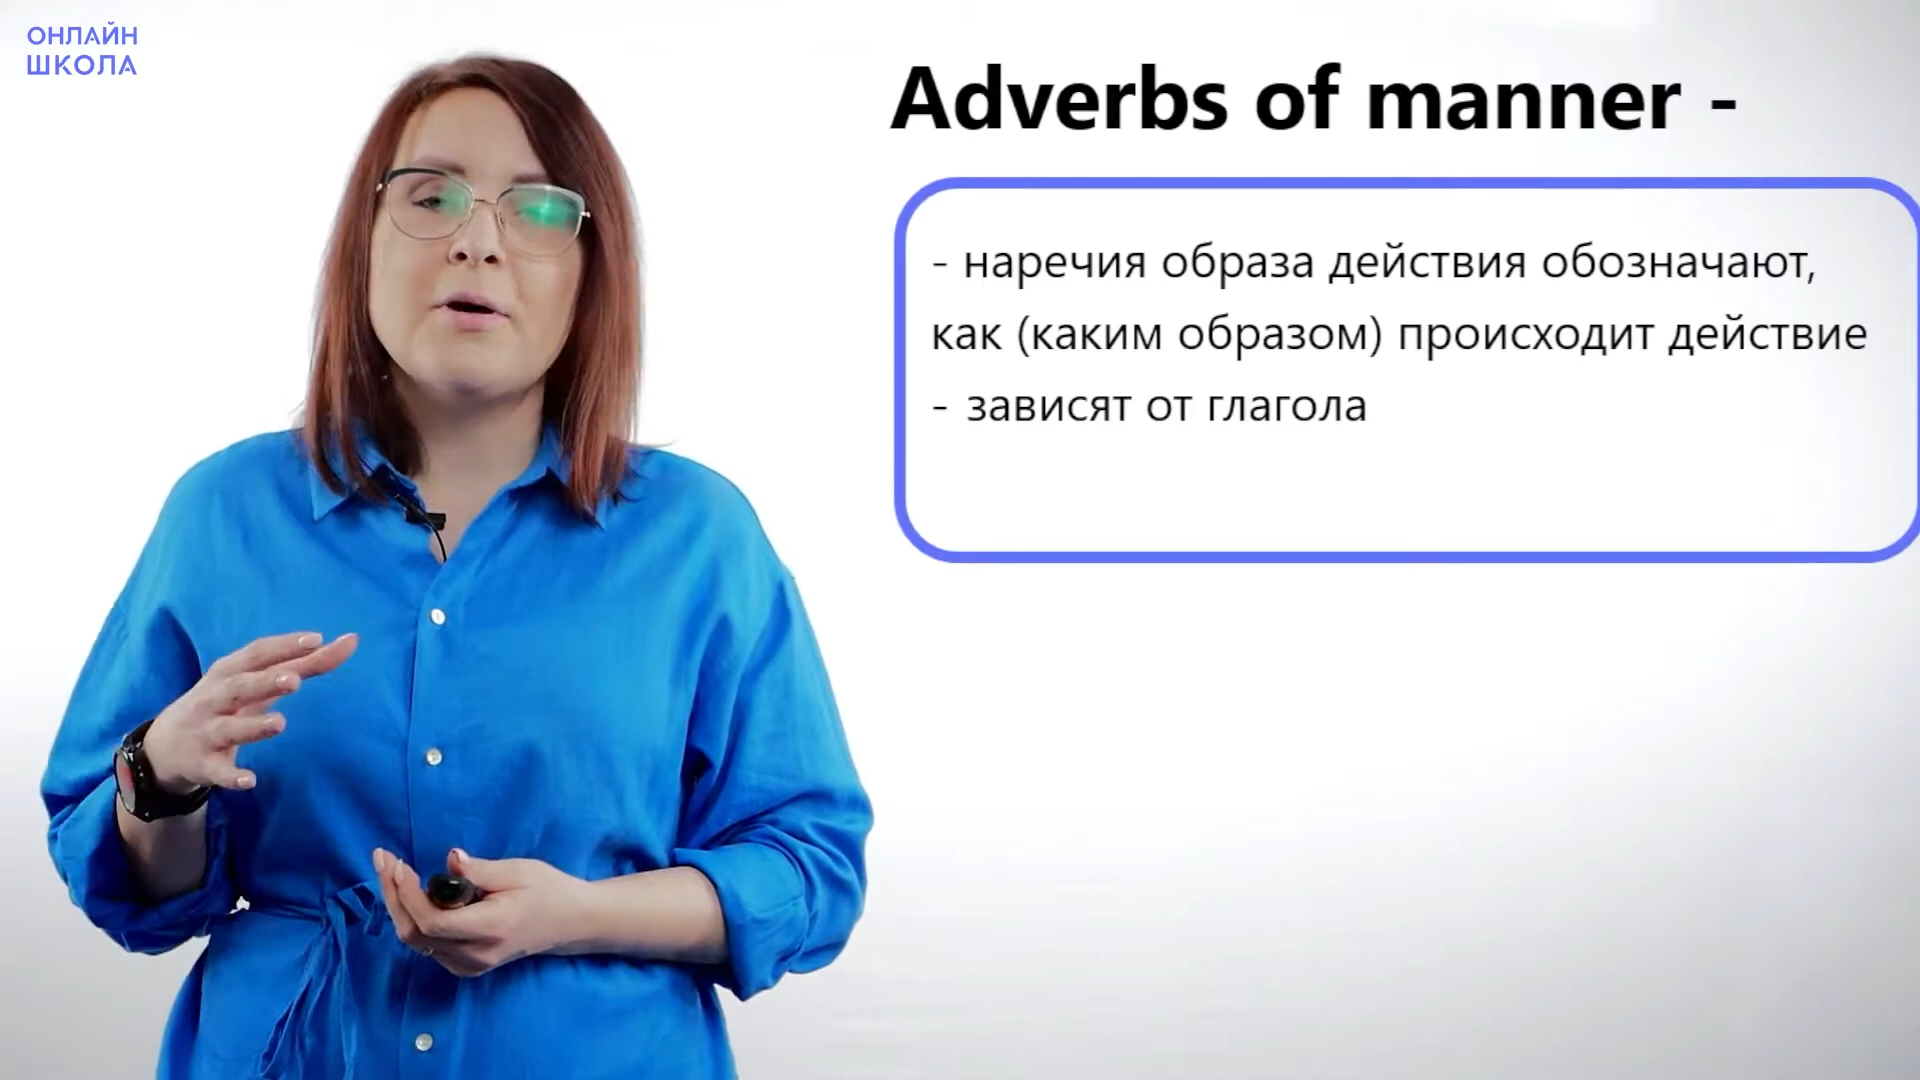 ОНЛАЙН
ШКОЛА
Adverbs of manner -
- наречия образа действия обозначают,
как (каким образом) происходит действие
- зависят от глагола